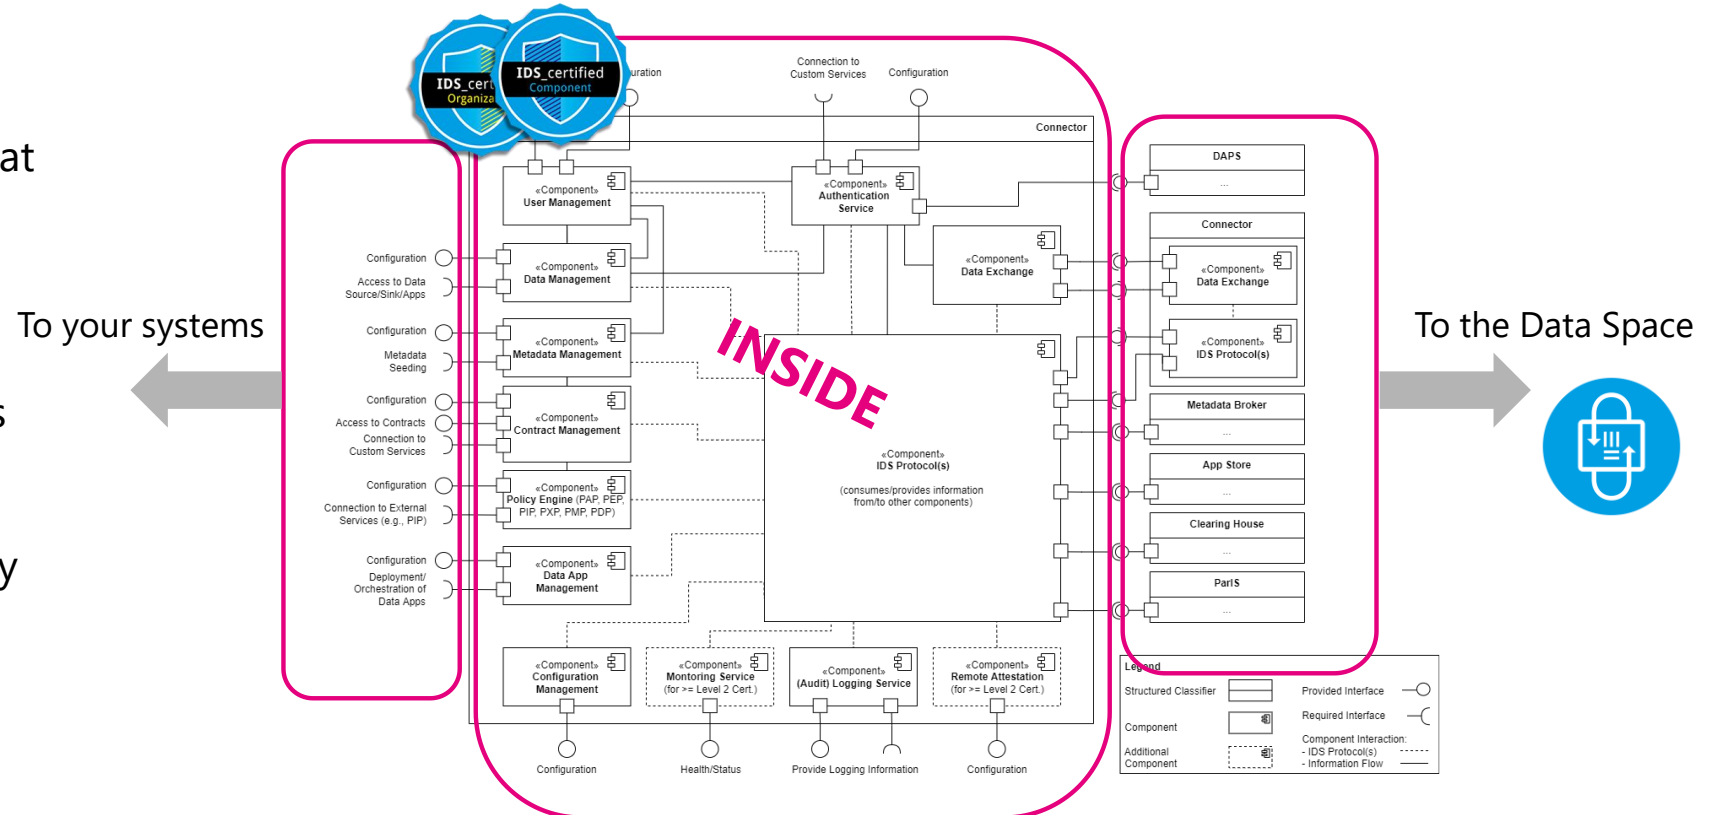 at
s
y
To your systems
To the Data Space
IDS_cert
Organiza
IDS_certified
Component
uration
Connection to
Custom Services
Configuration
Connector
«Component»
User Management
«Component»
Authentication
Service
«Component»
Data Exchange
Configuration
Access to Data
Source/Sink/Apps
«Component»
Data Management
Configuration
Metadata
Seeding
«Component»
Metadata Management
INSIDE
Configuration
Access to Contracts
Connection to
Custom Services
«Component»
Contract Management
Configuration
Connection to External
Services (e.g., PIP)
«Component»
Policy Engine (PAP, PEP,
PIP, PXP, PMP, PDP)
Configuration
Deployment/
Orchestration of
Data Apps
«Component»
Data App
Management
«Component»
IDS Protocol(s)
(consumes/provides information
from/to other components)
«Component»
Configuration
Management
«Component»
Montoring Service
(for >= Level 2 Cert.)
«Component»
(Audit) Logging Service
«Component»
Remote Attestation
(for >= Level 2 Cert.)
Configuration
Health/Status
Provide Logging Information
Configuration
DAPS
...
Connector
«Component»
Data Exchange
«Component»
IDS Protocol(s)
Metadata Broker
...
App Store
...
Clearing House
...
ParIS
...
Legend
Structured Classifier
Component
Additional
Component
Provided Interface
Required Interface
Component Interaction:
- IDS Protocol(s)
- Information Flow